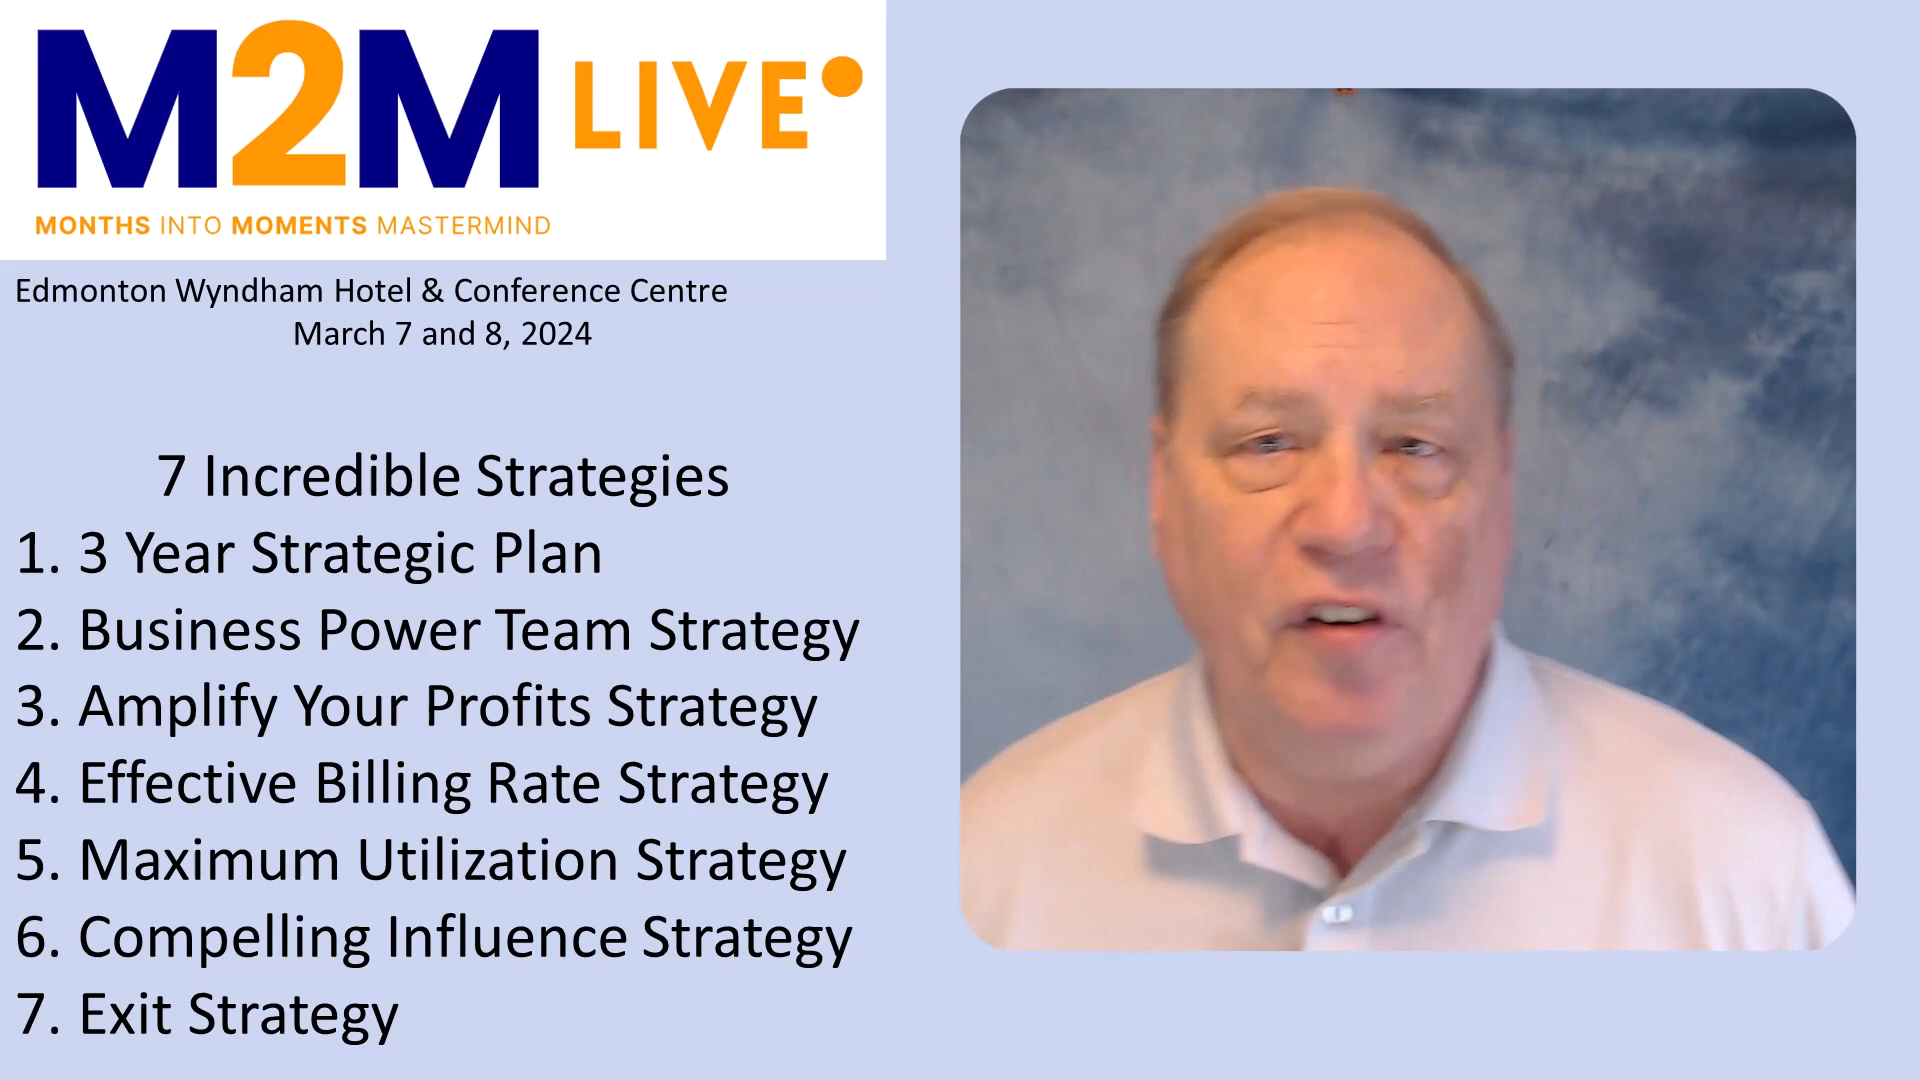 M2M LIVE
MONTHS INTO MOMENTS MASTERMIND
Edmonton Wyndham Hotel & Conference Centre
March 7 and 8, 2024
7 Incredible Strategies
1. 3 Year Strategic Plan
2. Business Power Team Strategy
3. Amplify Your Profits Strategy
4. Effective Billing Rate Strategy
5. Maximum Utilization Strategy
6. Compelling Influence Strategy
7. Exit Strategy